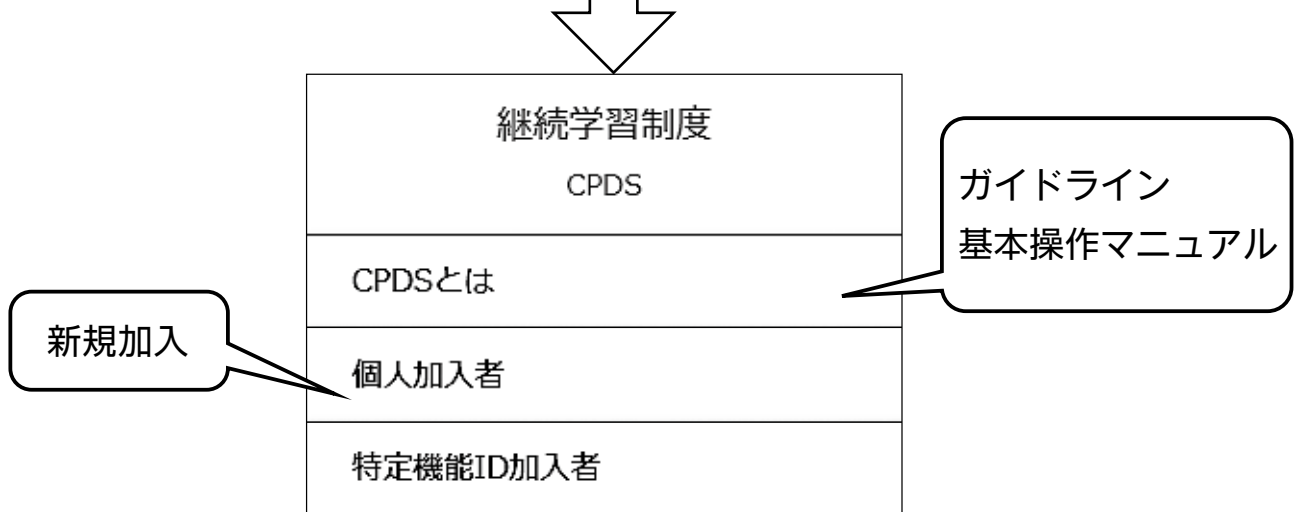 継続学習制度
CPDS
ガイドライン
基本操作マニュアル
CPDSとは
新規加入
個人加入者
特定機能ID加入者